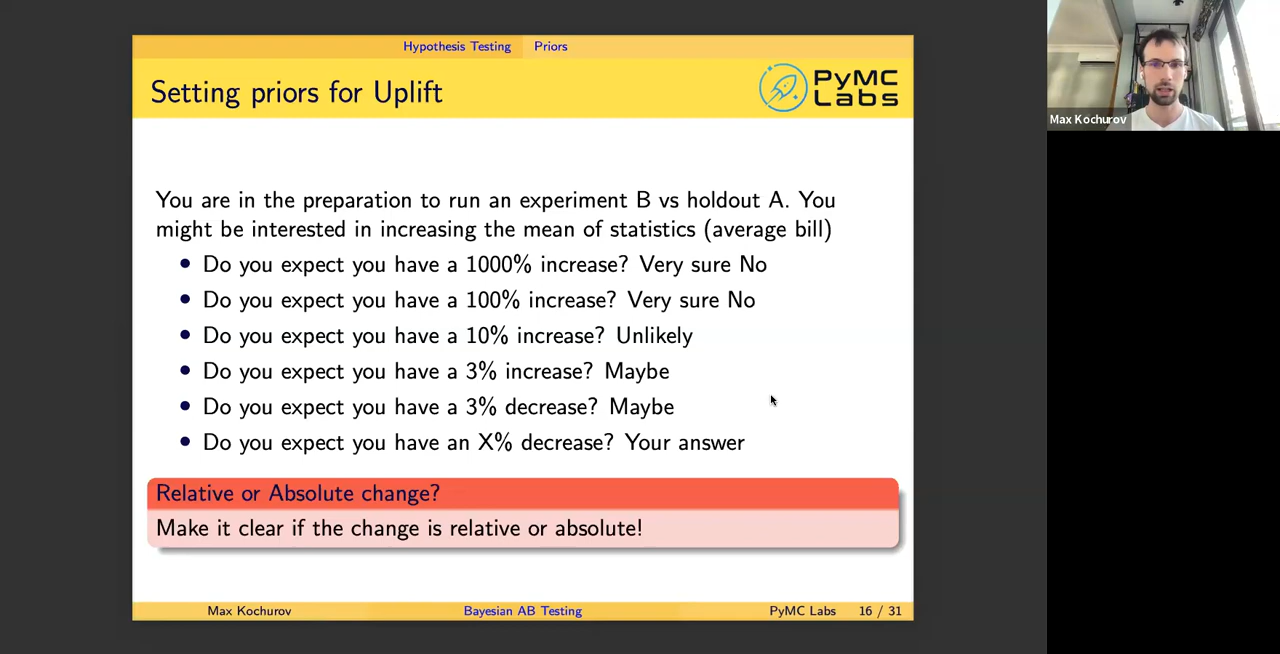 Hypothesis Testing Priors
Setting priors for Uplift
PyMC
Labs
You are in the preparation to run an experiment B vs holdout A. You
might be interested in increasing the mean of statistics (average bill)
• Do you expect you have a 1000% increase? Very sure No
• Do you expect you have a 100% increase? Very sure No
• Do you expect you have a 10% increase? Unlikely
• Do you expect you have a 3% increase? Maybe
• Do you expect you have a 3% decrease? Maybe
• Do you expect you have an X% decrease? Your answer
Relative or Absolute change?
Make it clear if the change is relative or absolute!
Max Kochurov Bayesian AB Testing PyMC Labs 16 / 31
Max Kochurov